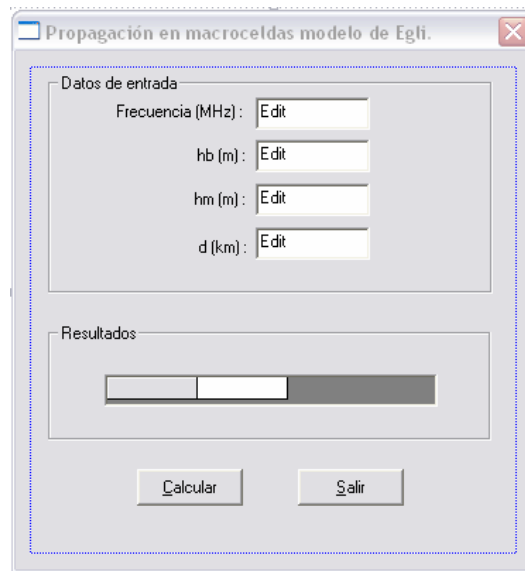 Propagación en macroceldas modelo de Egli.
Datos de entrada
Frecuencia (MHz) : Edit
hb (m) : Edit
hm (m) : Edit
d (km) : Edit
Resultados
Calcular Salir